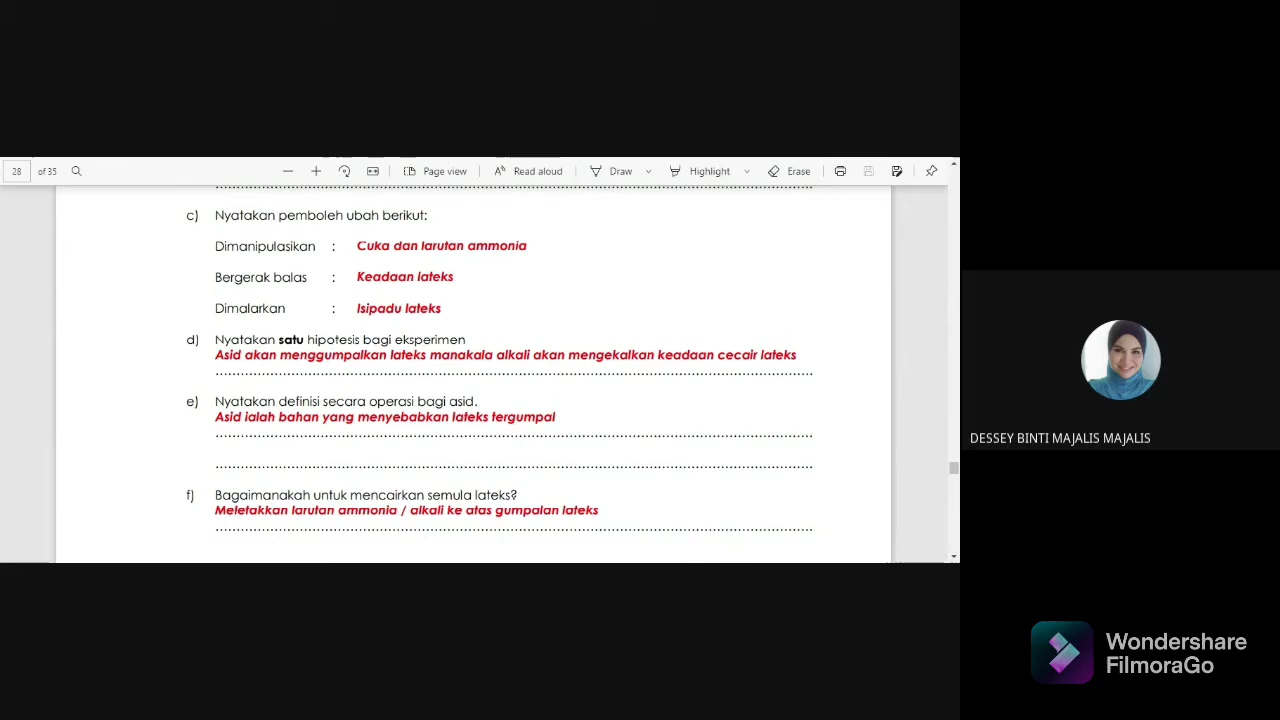 28 of 35 Page view Read aloud Draw Highlight Erase
c) Nyatakan pemboleh ubah berikut:
Dimanipulasikan : Cuka dan larutan ammonia
Bergerak balas : Keadaan lateks
Dimalarkan : Isipadu lateks
d) Nyatakan satu hipotesis bagi eksperimen
Asid akan menggumpalkan lateks manakala alkali akan mengekalkan keadaan cecair lateks
e) Nyatakan definisi secara operasi bagi asid.
Asid ialah bahan yang menyebabkan lateks tergumpal
f) Bagaimanakah untuk mencairkan semula lateks?
Meletakkan larutan ammonia / alkali ke atas gumpalan lateks
DESSEY BINTI MAJALIS MAJALIS
Wondershare
FilmoraGo